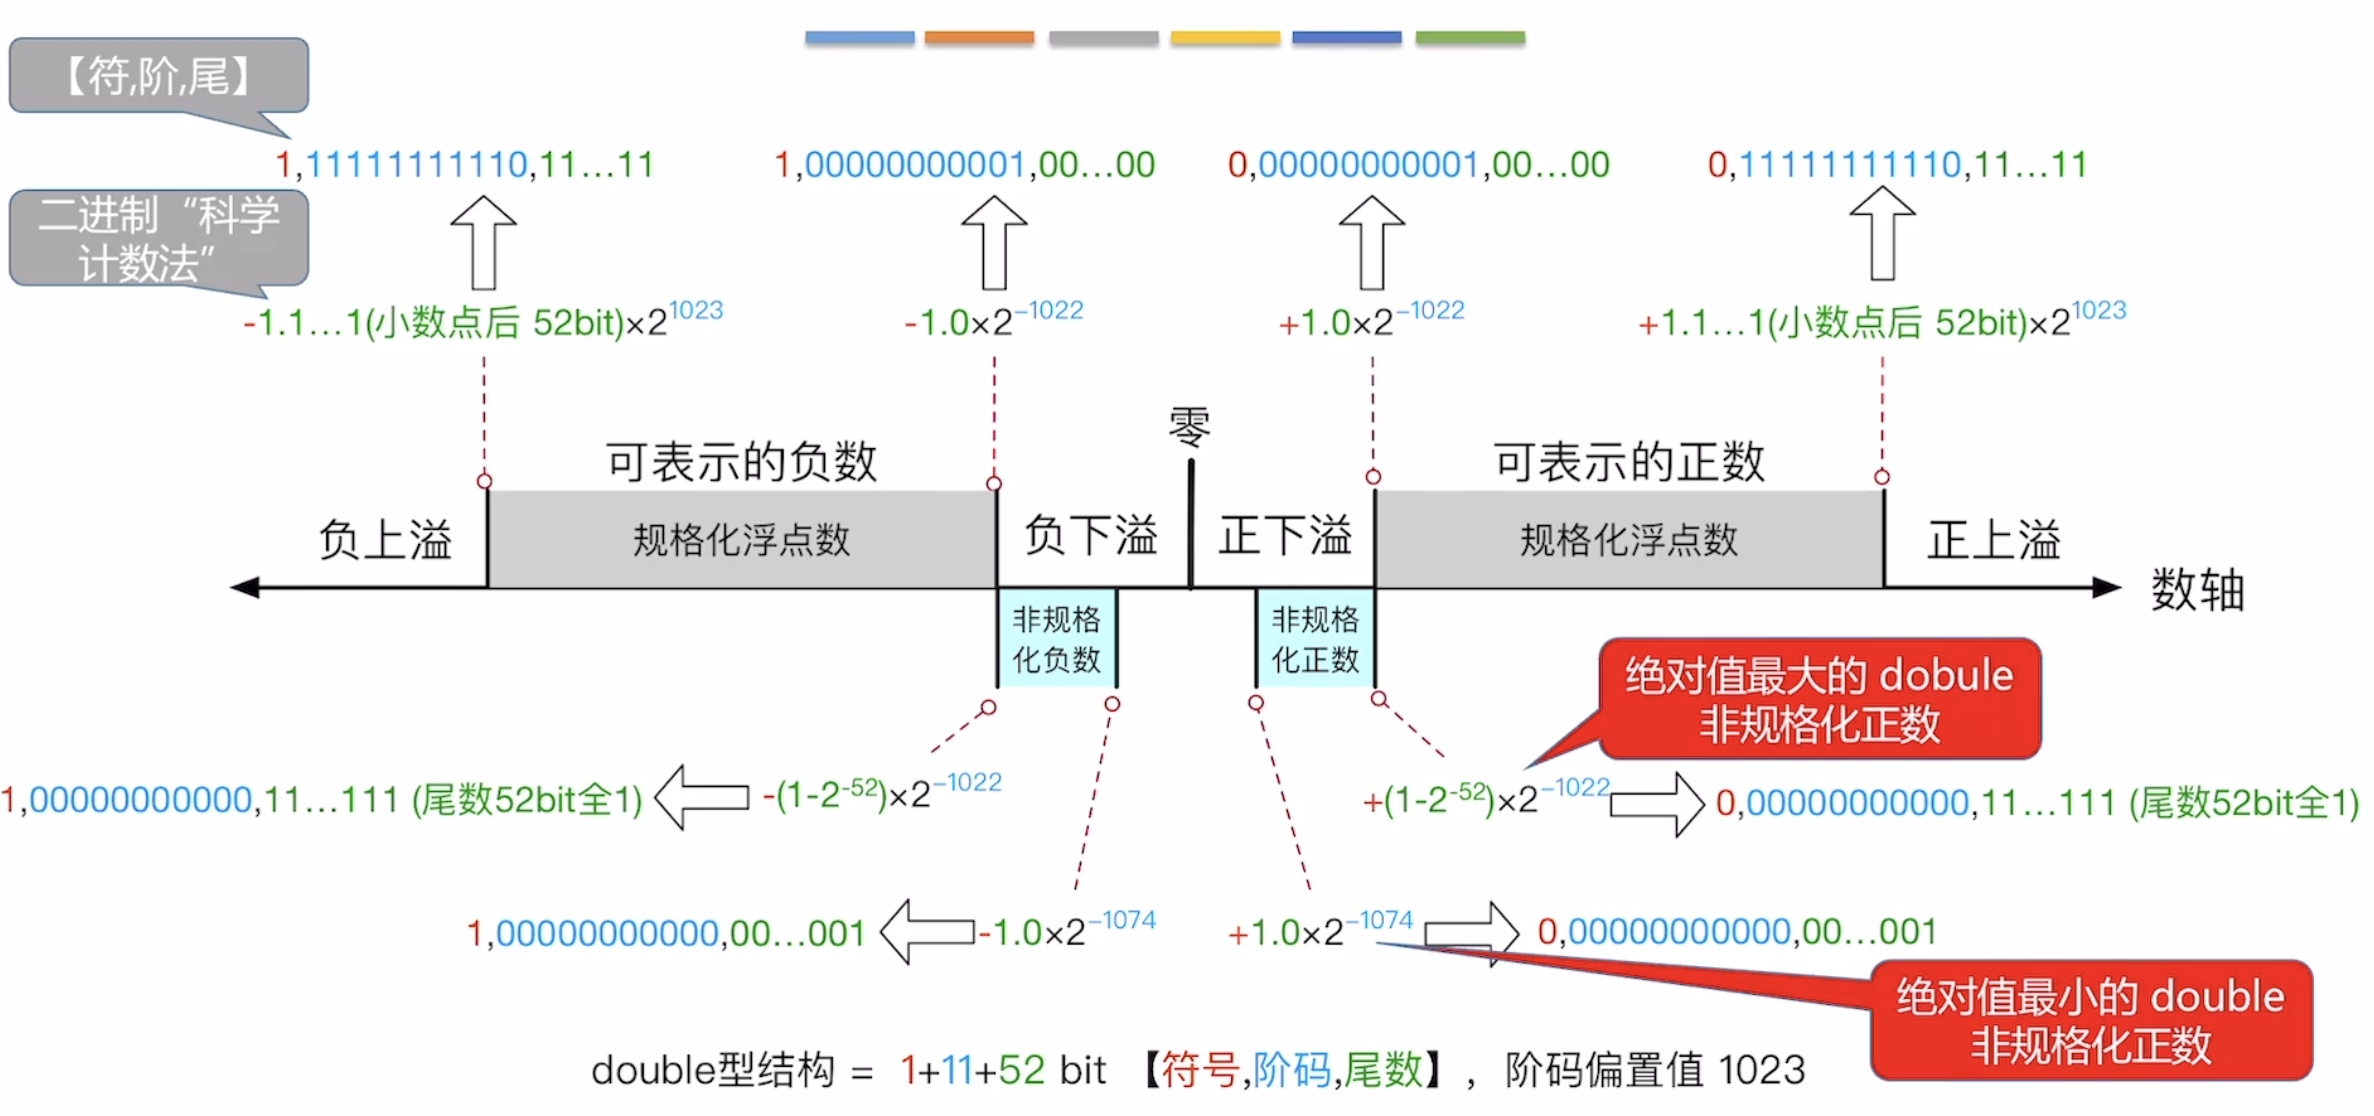 【符,阶,尾】
1,11111111110,11...11
1,00000000001,00...00
0,00000000001,00...00
0,11111111110,11...11
二进制“科学
计数法”
-1.1...1(小数点后 52bit)×2^1023
-1.0×2^−1022
+1.0×2^−1022
+1.1...1(小数点后 52bit)×2^1023
零
可表示的负数
可表示的正数
负上溢
规格化浮点数
负下溢
正下溢
规格化浮点数
正上溢
数轴
非规格
化负数
非规格
化正数
绝对值最大的 dobule
非规格化正数
1,00000000000,11...111 (尾数52bit全1)
-(1-2^-52)×2^−1022
+(1-2^-52)×2^−1022
0,00000000000,11...111 (尾数52bit全1)
1,00000000000,00...001
-1.0×2^−1074
+1.0×2^−1074
0,00000000000,00...001
绝对值最小的 double
非规格化正数
double型结构 = 1+11+52 bit 【符号,阶码,尾数】, 阶码偏置值 1023